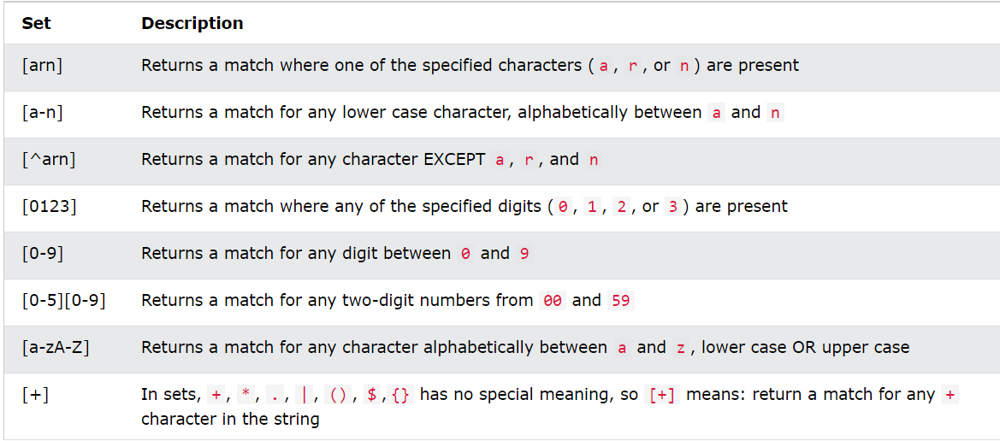 Set Description
[arn] Returns a match where one of the specified characters ( a , r , or n ) are present
[a-n] Returns a match for any lower case character, alphabetically between a and n
[^arn] Returns a match for any character EXCEPT a , r , and n
[0123] Returns a match where any of the specified digits ( 0 , 1 , 2 , or 3 ) are present
[0-9] Returns a match for any digit between 0 and 9
[0-5][0-9] Returns a match for any two-digit numbers from 00 and 59
[a-zA-Z] Returns a match for any character alphabetically between a and z , lower case OR upper case
[+] In sets, + , * , . , | , () , $ , {} has no special meaning, so [+] means: return a match for any +
character in the string